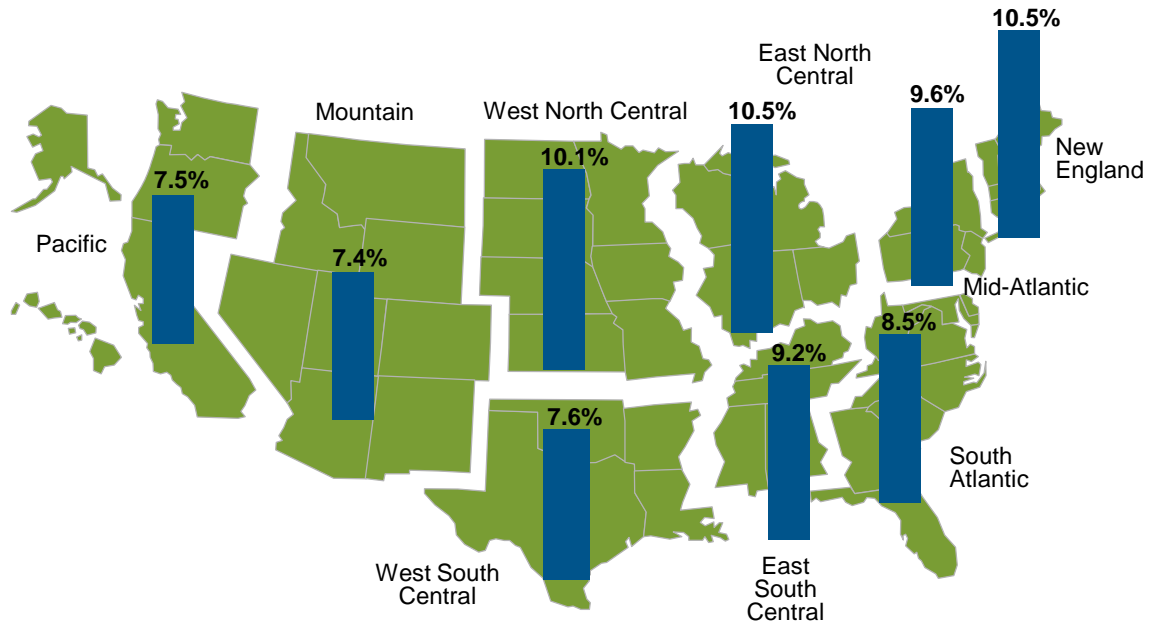 10.5%
East North
Central
9.6%
Mountain
West North Central
10.5%
New
England
10.1%
7.5%
Pacific
7.4%
Mid-Atlantic
8.5%
9.2%
7.6%
South
Atlantic
West South
Central
East
South
Central